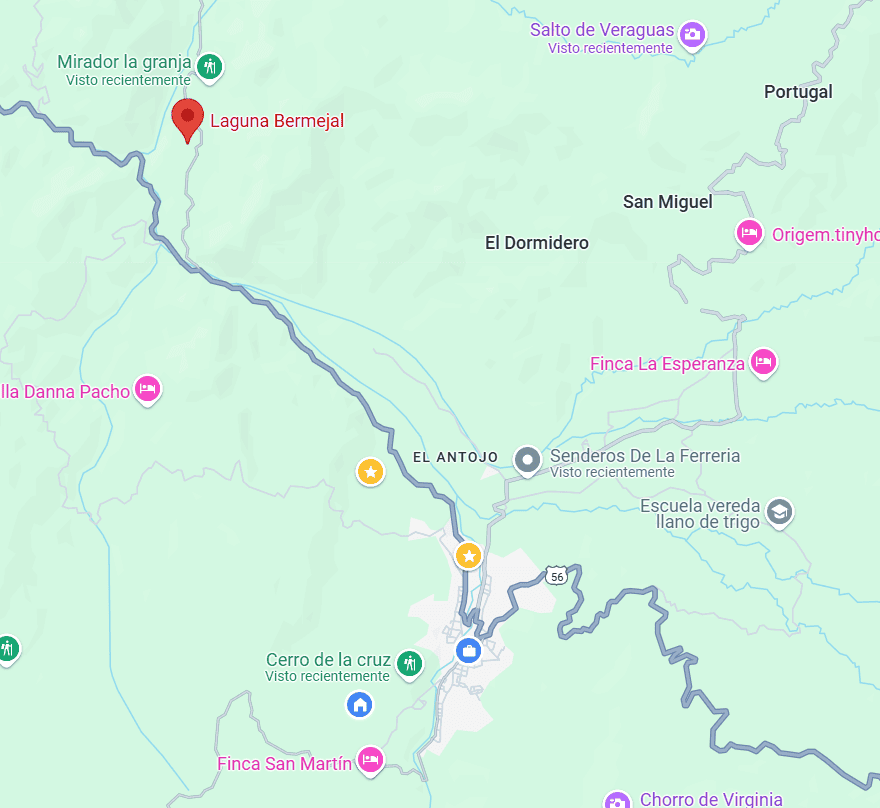 Salto de Veraguas
Visto recientemente
Mirador la granja
Visto recientemente
Portugal
Laguna Bermejal
San Miguel
Origem.tinyho
El Dormidero
Finca La Esperanza
lla Danna Pacho
EL ANTOJO
Senderos De La Ferreria
Visto recientemente
Escuela vereda
llano de trigo
56
Cerro de la cruz
Visto recientemente
Finca San Martín
Chorro de Virginia